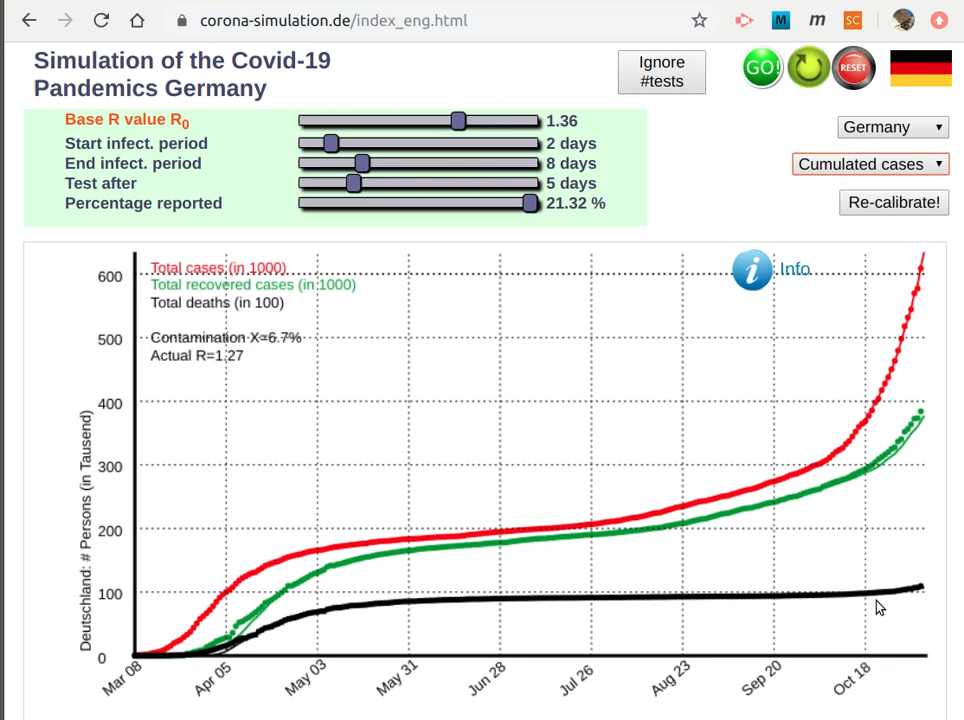 corona-simulation.de/index_eng.html
M
m
SC
Simulation of the Covid-19
Pandemics Germany
Ignore
#tests
GO!
RESET
Base R value R0
1.36
Start infect. period
2 days
End infect. period
8 days
Test after
5 days
Percentage reported
21.32 %
Germany
Cumulated cases
Re-calibrate!
Total cases (in 1000)
Total recovered cases (in 1000)
Total deaths (in 100)
Contamination X=6.7%
Actual R=1.27
i Info
Deutschland: # Persons (in Tausend)
600
500
400
300
200
100
0
Mar 08
Apr 05
May 03
May 31
Jun 28
Jul 26
Aug 23
Sep 20
Oct 18